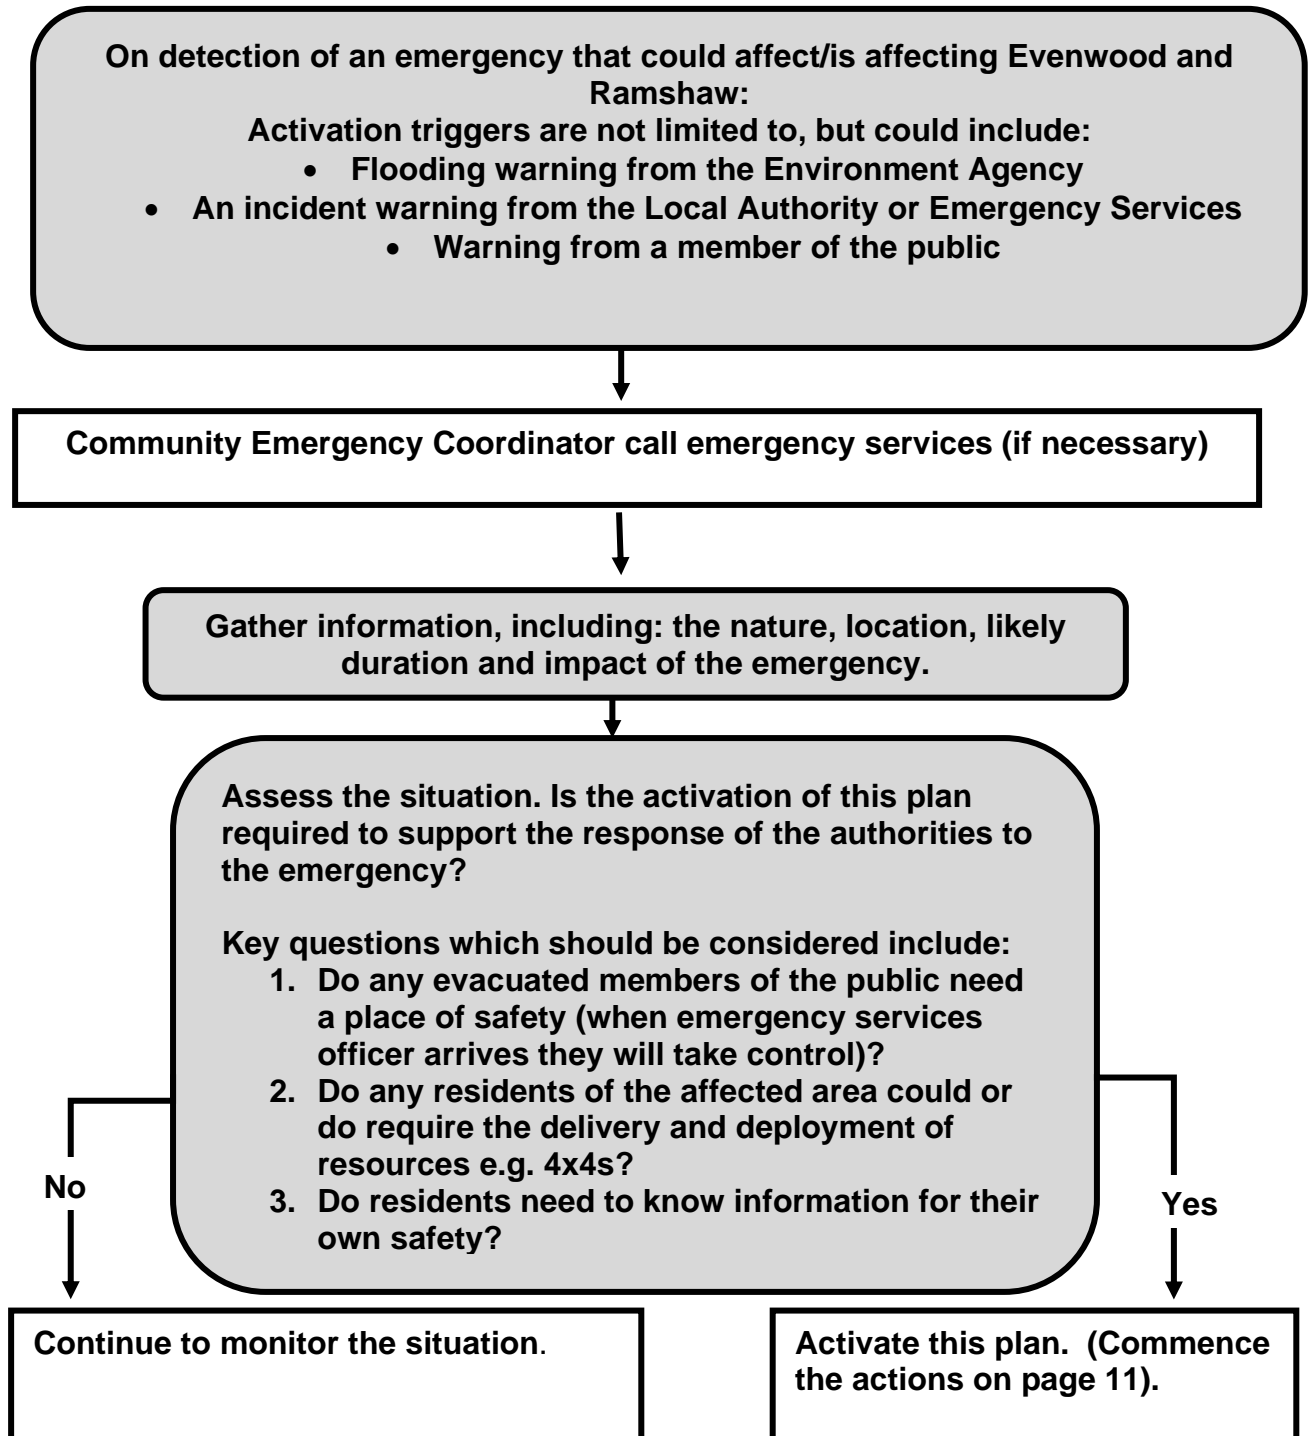 On detection of an emergency that could affect/is affecting Evenwood and
Ramshaw:
Activation triggers are not limited to, but could include:
• Flooding warning from the Environment Agency
• An incident warning from the Local Authority or Emergency Services
• Warning from a member of the public
Community Emergency Coordinator call emergency services (if necessary)
Gather information, including: the nature, location, likely
duration and impact of the emergency.
Assess the situation. Is the activation of this plan
required to support the response of the authorities to
the emergency?
Key questions which should be considered include:
1. Do any evacuated members of the public need
a place of safety (when emergency services
officer arrives they will take control)?
2. Do any residents of the affected area could or
do require the delivery and deployment of
resources e.g. 4x4s?
3. Do residents need to know information for their
own safety?
No
Yes
Continue to monitor the situation.
Activate this plan. (Commence
the actions on page 11).